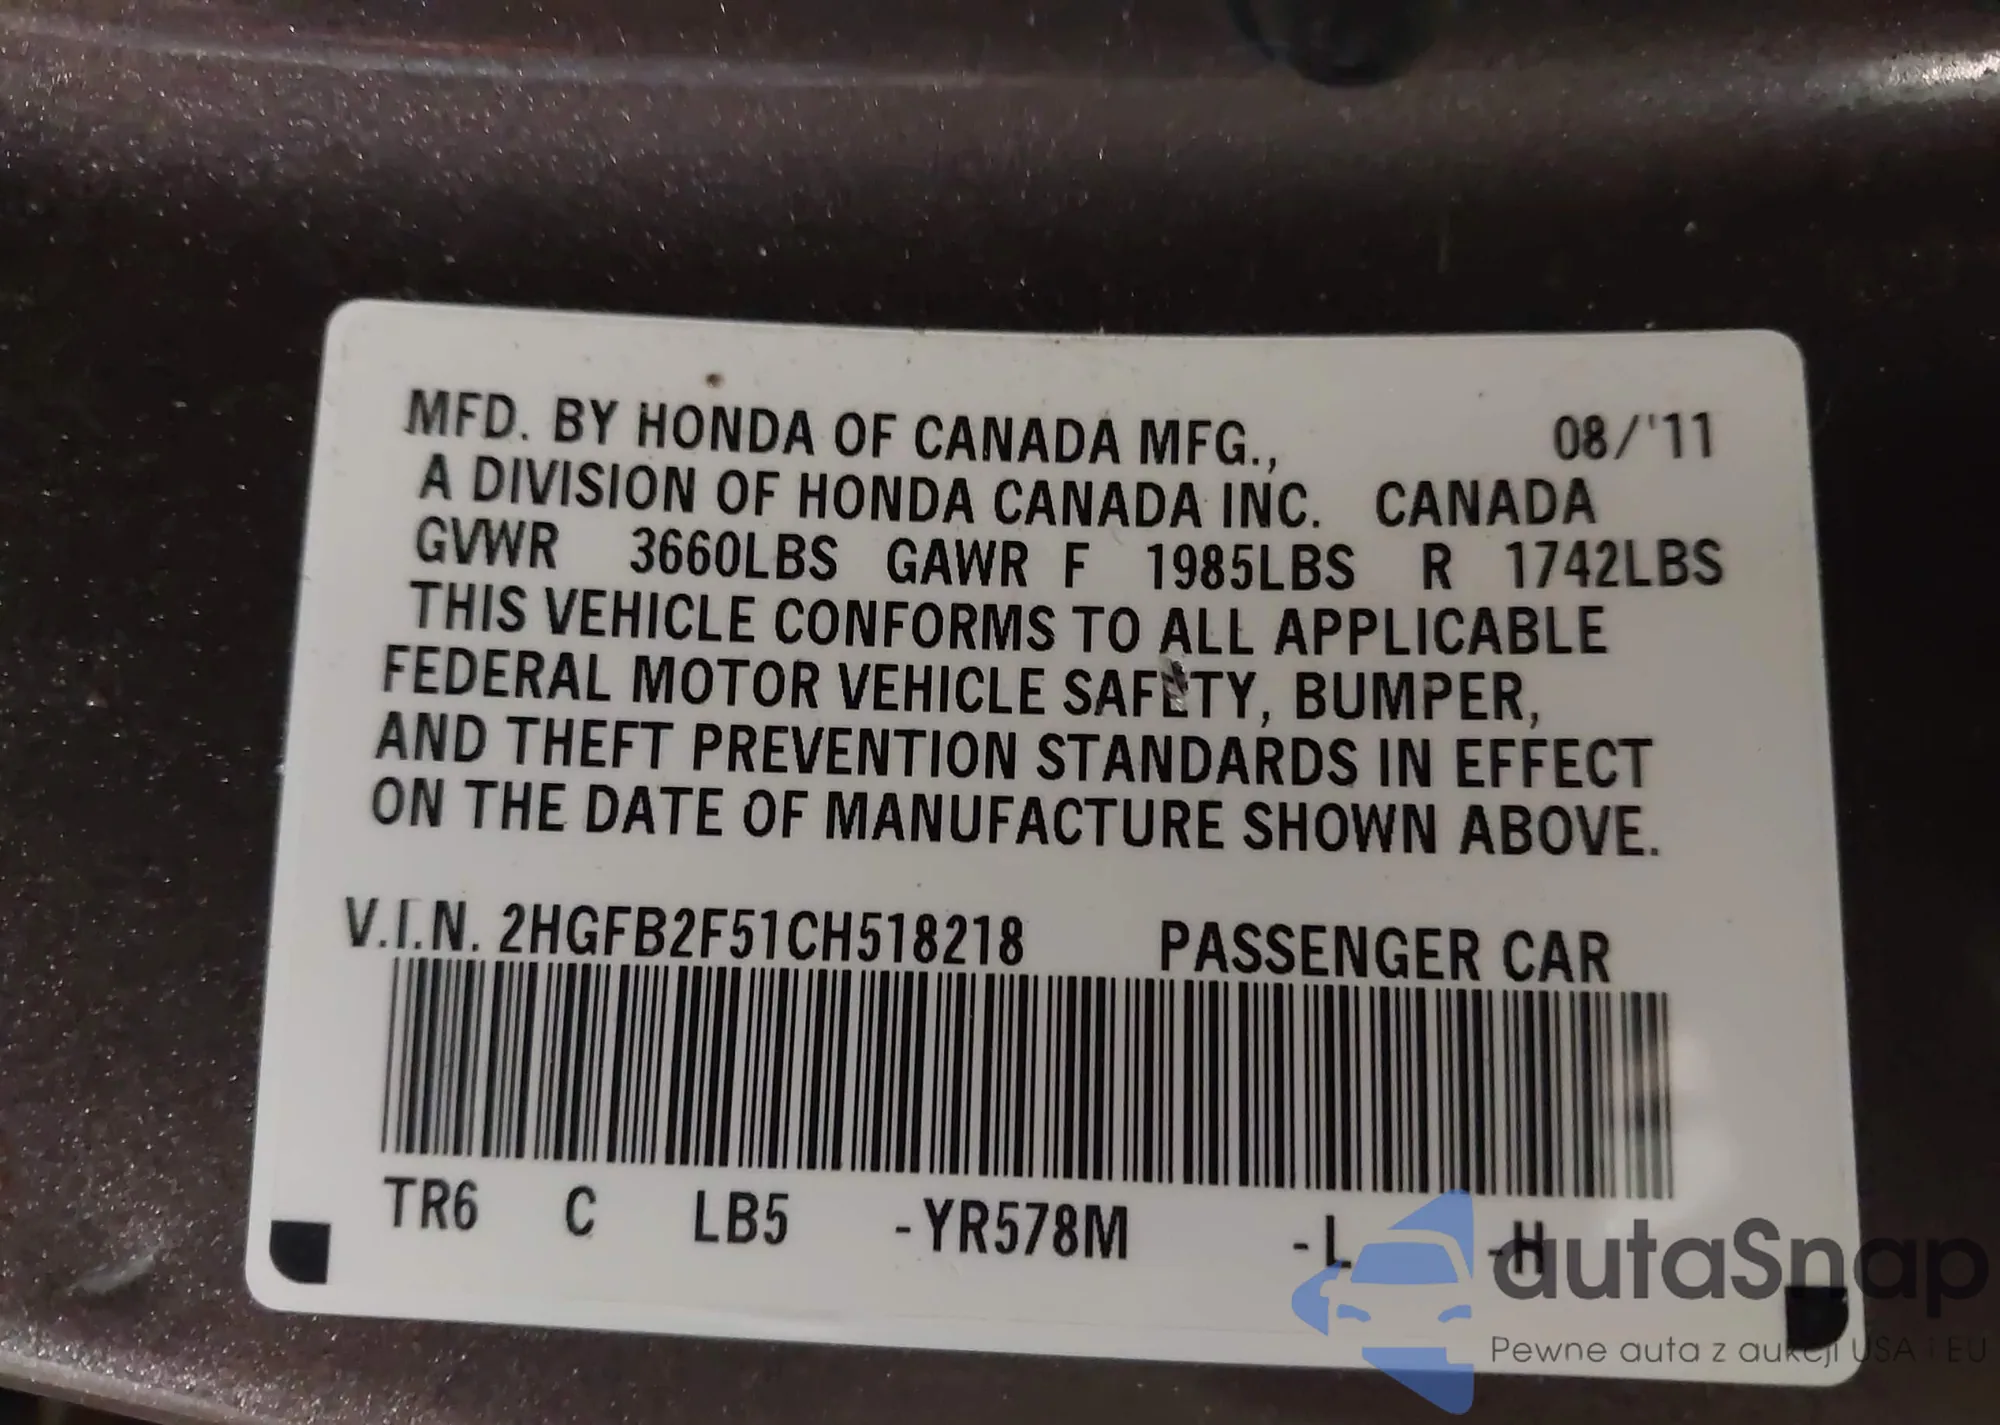 MFD. BY HONDA OF CANADA MFG., 08/'11
A DIVISION OF HONDA CANADA INC. CANADA
GVWR 3660LBS GAWR F 1985LBS R 1742LBS
THIS VEHICLE CONFORMS TO ALL APPLICABLE
FEDERAL MOTOR VEHICLE SAFETY, BUMPER,
AND THEFT PREVENTION STANDARDS IN EFFECT
ON THE DATE OF MANUFACTURE SHOWN ABOVE.
V.I.N. 2HGFB2F51CH518218 PASSENGER CAR
TR6 C LB5 -YR578M -L -H
autaSnap
Pewne auta z aukcji USA i EU